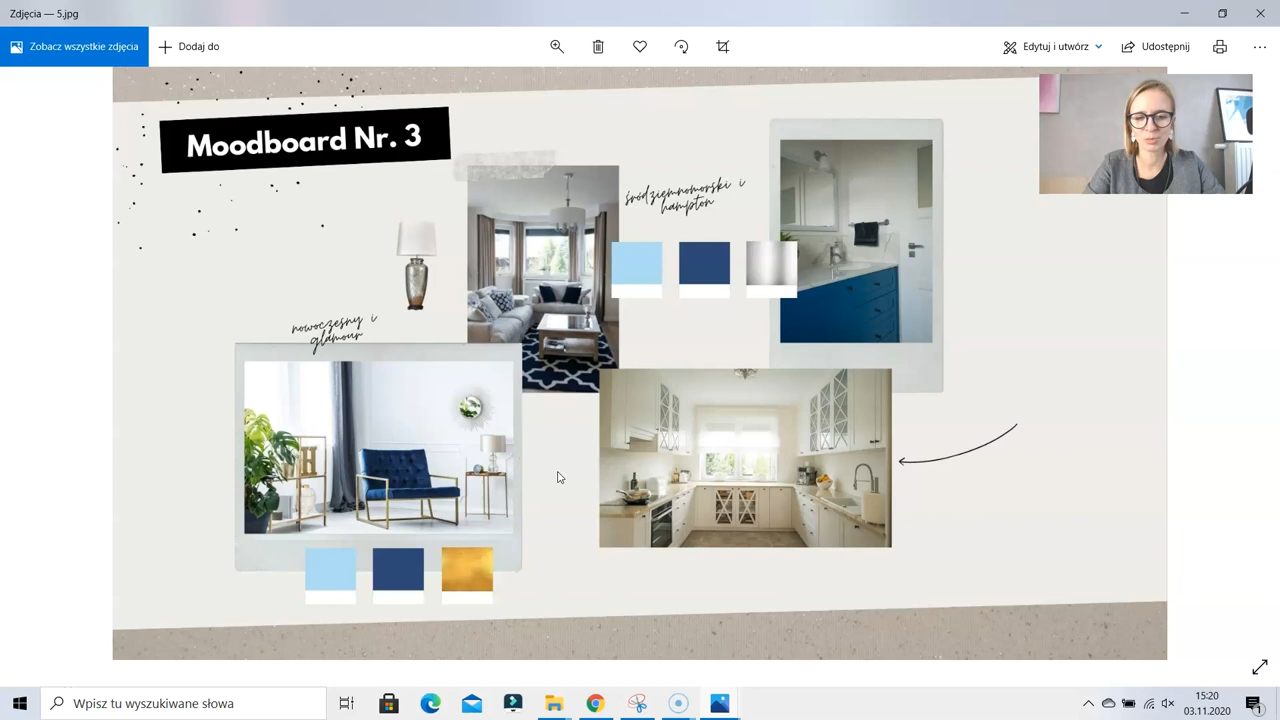 Zdjęcia — 5.jpg
Zobacz wszystkie zdjęcia
Dodaj do
Edytuj i utwórz
Udostępnij
Moodboard Nr. 3
śródziemnomorski i
hampton
nowoczesny i
glamour
H
Wpisz tu wyszukiwane słowa
15:20
03.11.2020
1